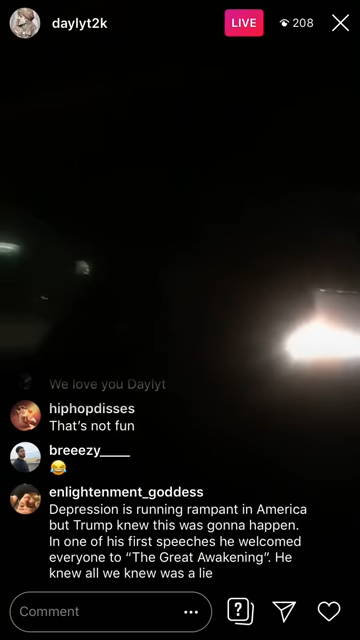 daylyt2k
LIVE
208
We love you Daylyt
hiphopdisses
That's not fun
breeezy_____
😂
enlightenment_goddess
Depression is running rampant in America
but Trump knew this was gonna happen.
In one of his first speeches he welcomed
everyone to “The Great Awakening”. He
knew all we knew was a lie
Comment
?